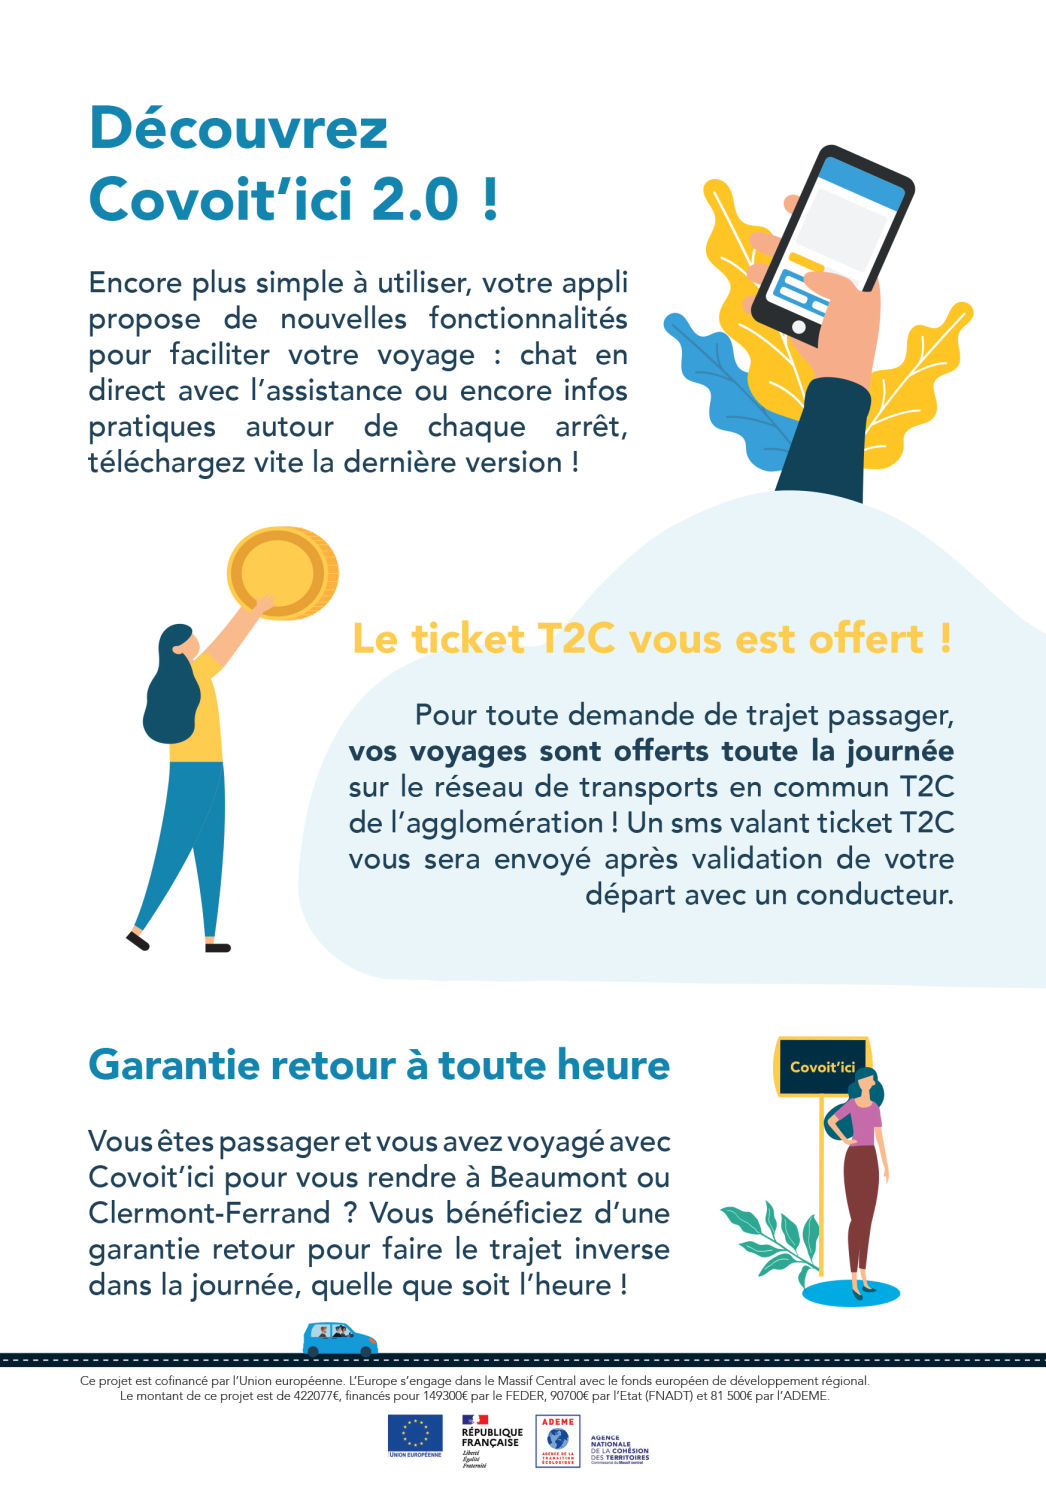 Découvrez
Covoit’ici 2.0 !
Encore plus simple à utiliser, votre appli
propose de nouvelles fonctionnalités
pour faciliter votre voyage : chat en
direct avec l’assistance ou encore infos
pratiques autour de chaque arrêt,
téléchargez vite la dernière version !
Le ticket T2C vous est offert !
Pour toute demande de trajet passager,
vos voyages sont offerts toute la journée
sur le réseau de transports en commun T2C
de l’agglomération ! Un sms valant ticket T2C
vous sera envoyé après validation de votre
départ avec un conducteur.
Garantie retour à toute heure
Vous êtes passager et vous avez voyagé avec
Covoit’ici pour vous rendre à Beaumont ou
Clermont-Ferrand ? Vous bénéficiez d’une
garantie retour pour faire le trajet inverse
dans la journée, quelle que soit l’heure !
Covoit’ici
Ce projet est cofinancé par l’Union européenne. L’Europe s’engage dans le Massif Central avec le fonds européen de développement régional.
Le montant de ce projet est de 422077€, financés pour 149300€ par le FEDER, 90700€ par l’Etat (FNADT) et 81 500€ par l’ADEME.
UNION EUROPÉENNE
RÉPUBLIQUE
FRANÇAISE
Liberté
Égalité
Fraternité
ADEME
AGENCE DE LA
TRANSITION
ÉCOLOGIQUE
AGENCE
NATIONALE
DE LA COHÉSION
DES TERRITOIRES
Commissariat du Massif central